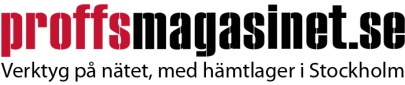 proffsmagasinet.se
Verktyg på nätet, med hämtlager i Stockholm